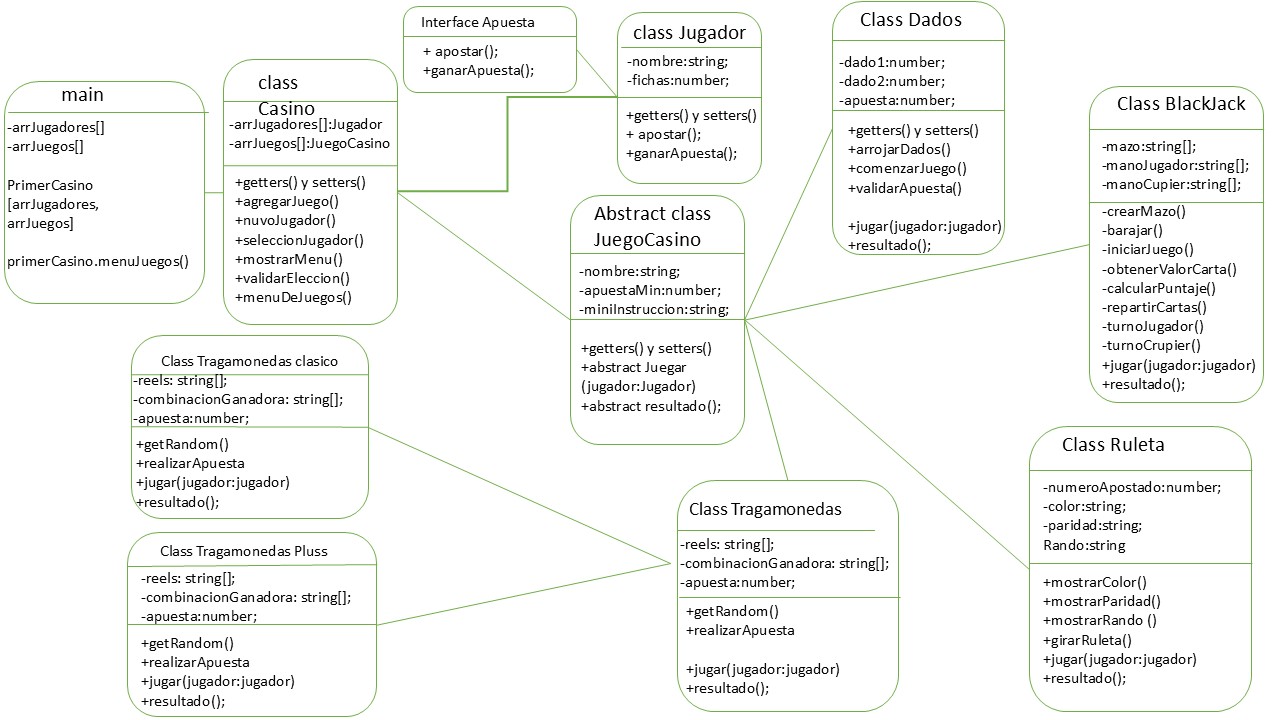 main
-arrJugadores[]
-arrJuegos[]
PrimerCasino
[arrJugadores,
arrJuegos]
primerCasino.menuJuegos()
class
Casino
-arrJugadores[]:Jugador
-arrJuegos[]:JuegoCasino
+getters() y setters()
+agregarJuego()
+nuvoJugador()
+seleccionJugador()
+mostrarMenu()
+validarEleccion()
+menuDeJuegos()
Interface Apuesta
+ apostar();
+ganarApuesta();
class Jugador
-nombre:string;
-fichas:number;
+getters() y setters()
+ apostar();
+ganarApuesta();
Abstract class
JuegoCasino
-nombre:string;
-apuestaMin:number;
-miniInstruccion:string;
+getters() y setters()
+abstract Juegar
(jugador:Jugador)
+abstract resultado();
Class Dados
-dado1:number;
-dado2:number;
-apuesta:number;
+getters() y setters()
+arrojarDados()
+comenzarJuego()
+validarApuesta()
+jugar(jugador:jugador)
+resultado();
Class BlackJack
-mazo:string[];
-manoJugador:string[];
-manoCupier:string[];
-crearMazo()
-barajar()
-iniciarJuego()
-obtenerValorCarta()
-calcularPuntaje()
-repartirCartas()
-turnoJugador()
-turnoCrupier()
+jugar(jugador:jugador)
+resultado();
Class Tragamonedas clasico
-reels: string[];
-combinacionGanadora: string[];
-apuesta:number;
+getRandom()
+realizarApuesta
+jugar(jugador:jugador)
+resultado();
Class Tragamonedas Pluss
-reels: string[];
-combinacionGanadora: string[];
-apuesta:number;
+getRandom()
+realizarApuesta
+jugar(jugador:jugador)
+resultado();
Class Tragamonedas
-reels: string[];
-combinacionGanadora: string[];
-apuesta:number;
+getRandom()
+realizarApuesta
+jugar(jugador:jugador)
+resultado();
Class Ruleta
-numeroApostado:number;
-color:string;
-paridad:string;
Rando:string
+mostrarColor()
+mostrarParidad()
+mostrarRando ()
+girarRuleta()
+jugar(jugador:jugador)
+resultado();